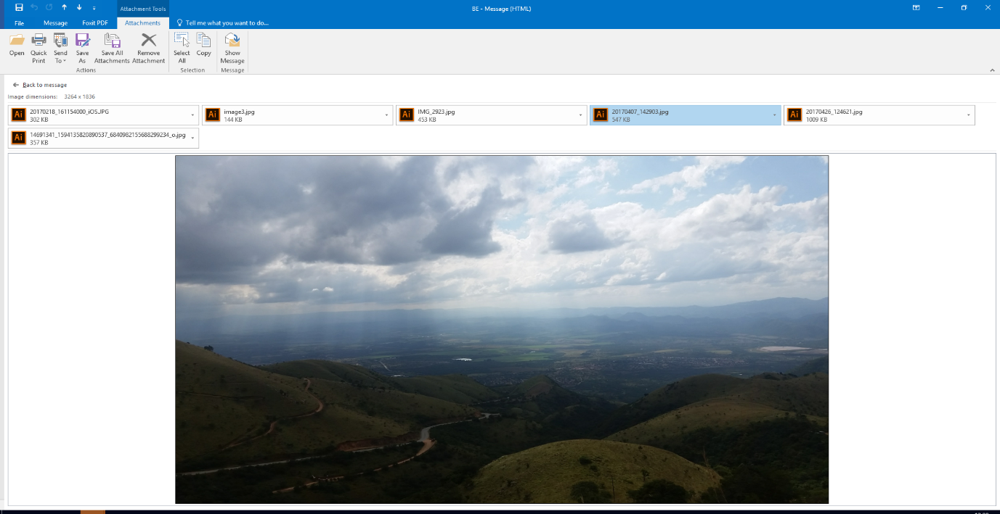 Attachment Tools
BE - Message (HTML)
File
Message
Foxit PDF
Attachments
Tell me what you want to do...
Open
Quick Print
Send To
Save As
Save All Attachments
Remove Attachment
Select All
Copy
Show Message
Actions
Selection
Message
Back to message
Image dimensions: 3264 x 1836
Ai 20170218_161154000_iOS.JPG
302 KB
Ai image3.jpg
144 KB
Ai IMG_2923.jpg
453 KB
Ai 20170407_142903.jpg
547 KB
Ai 20170426_124621.jpg
1009 KB
Ai 14691341_1594135820890537_6840982155688299234_o.jpg
357 KB